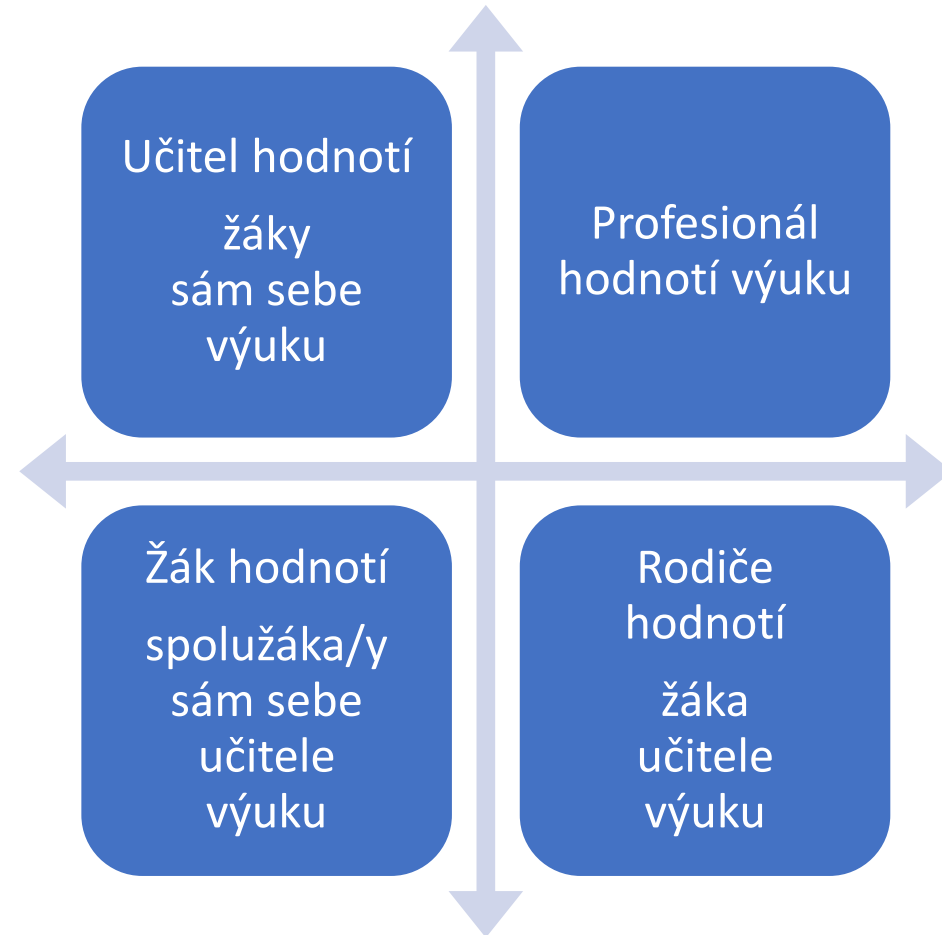 Učitel hodnotí
žáky
sám sebe
výuku
Profesionál
hodnotí výuku
Žák hodnotí
spolužáka/y
sám sebe
učitele
výuku
Rodiče
hodnotí
žáka
učitele
výuku